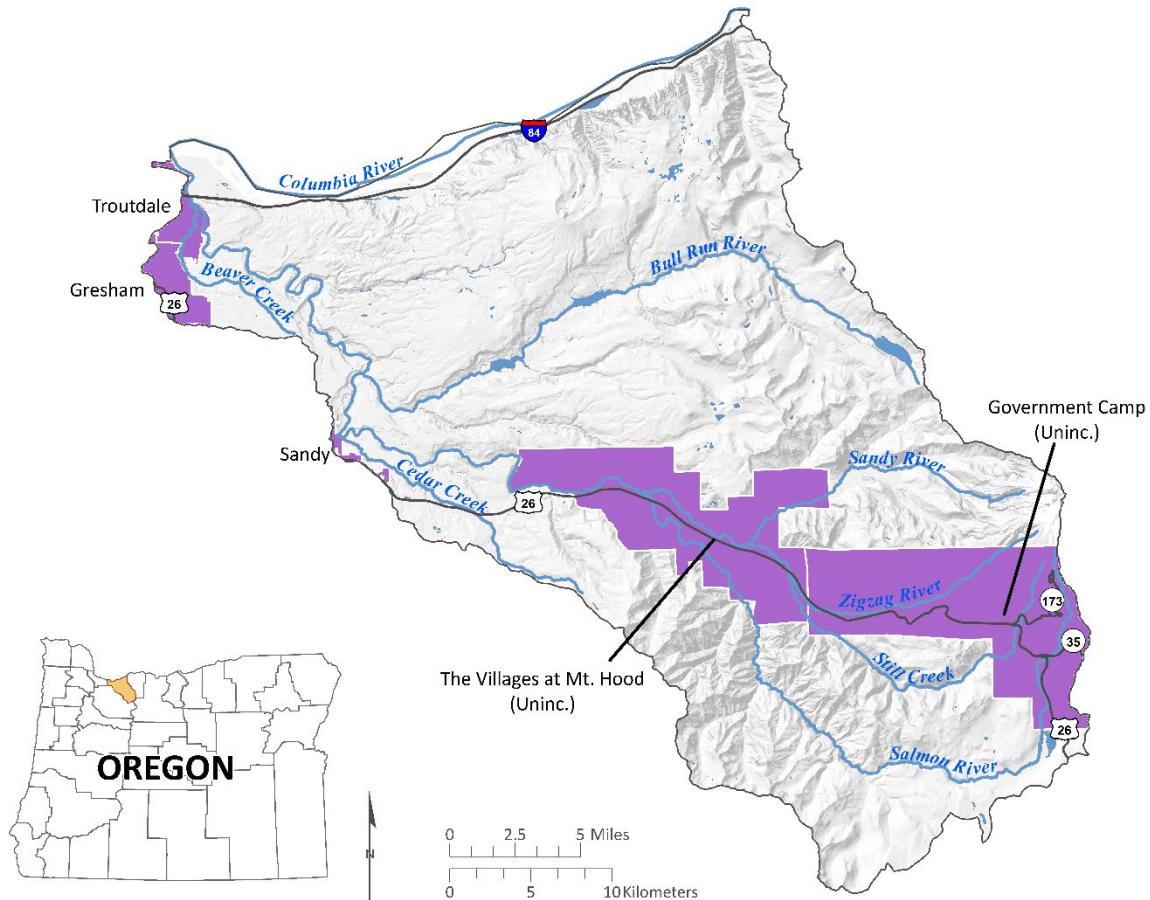 84
Columbia River
Troutdale
Beaver Creek
Bull Run River
Gresham
26
Government Camp
(Uninc.)
Sandy
Cedar Creek
Sandy River
26
Zigzag River
173
35
Still Creek
The Villages at Mt. Hood
(Uninc.)
26
Salmon River
OREGON
N
0 2.5 5 Miles
0 5 10 Kilometers